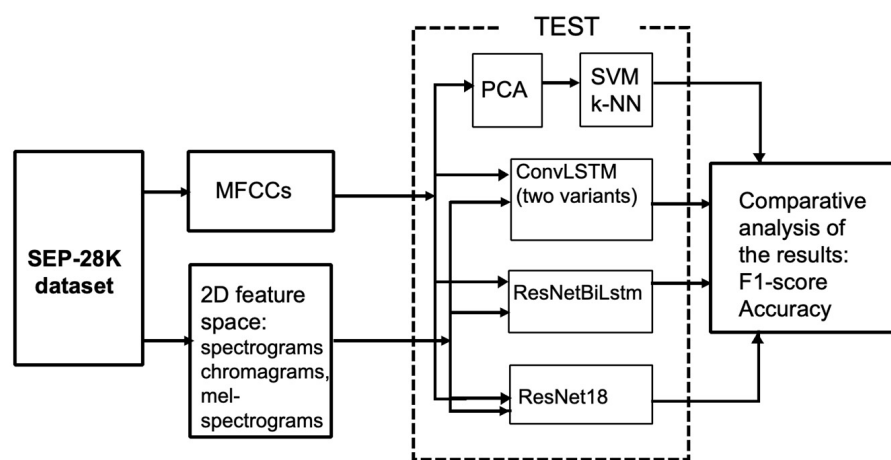 TEST
PCA
SVM
k-NN
SEP-28K
dataset
MFCCs
2D feature
space:
spectrograms
chromagrams,
mel-
spectrograms
ConvLSTM
(two variants)
ResNetBiLstm
ResNet18
Comparative
analysis of
the results:
F1-score
Accuracy